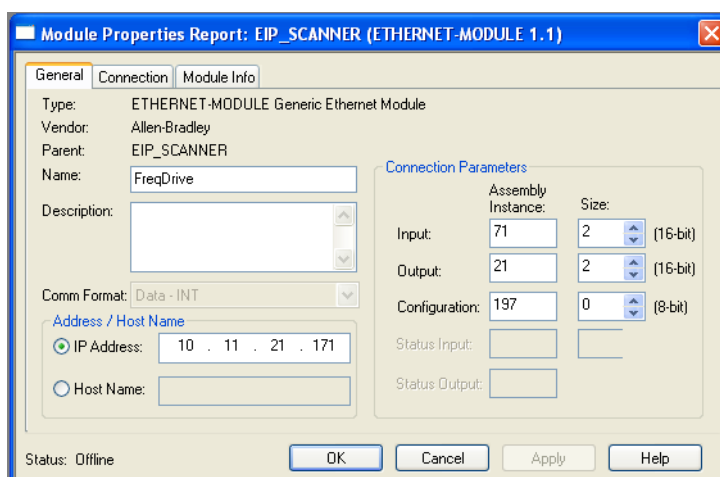 Module Properties Report: EIP_SCANNER (ETHERNET-MODULE 1.1)
General Connection Module Info
Type: ETHERNET-MODULE Generic Ethernet Module
Vendor: Allen-Bradley
Parent: EIP_SCANNER
Name: FreqDrive
Description:
Comm Format: Data - INT
Address / Host Name
IP Address: 10 . 11 . 21 . 171
Host Name:
Connection Parameters
Assembly Instance: Size:
Input: 71 2 (16-bit)
Output: 21 2 (16-bit)
Configuration: 197 0 (8-bit)
Status Input:
Status Output:
Status: Offline OK Cancel Apply Help